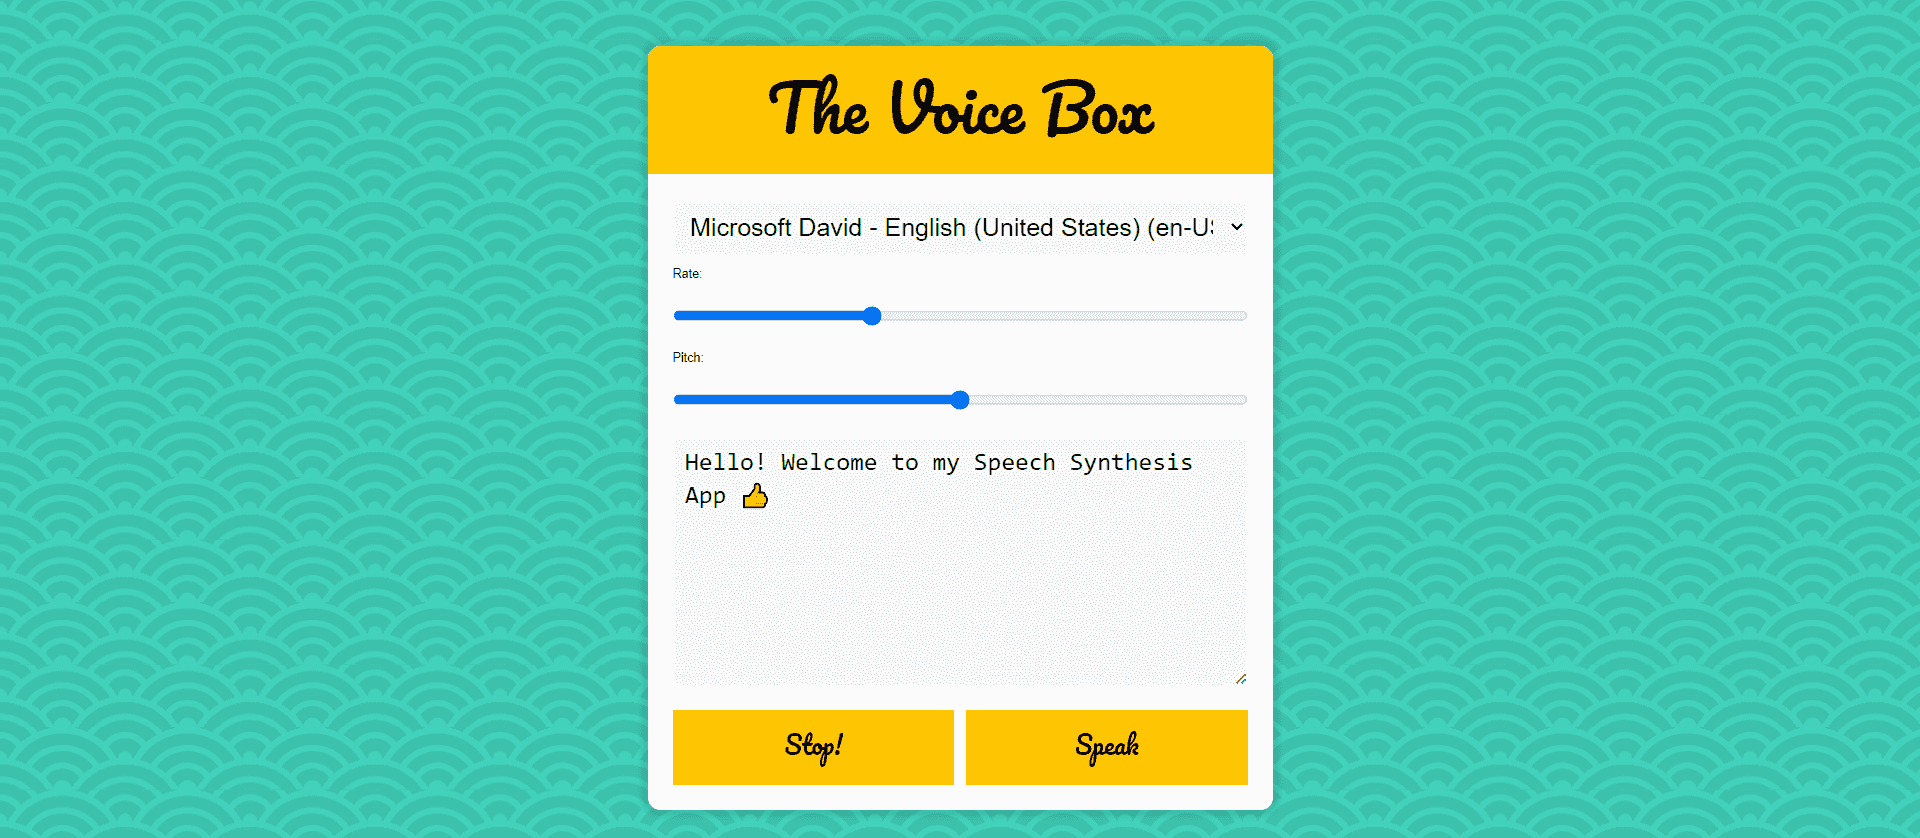 The Voice Box
Microsoft David - English (United States) (en-US
Rate:
Pitch:
Hello! Welcome to my Speech Synthesis
App 👍
Stop!
Speak